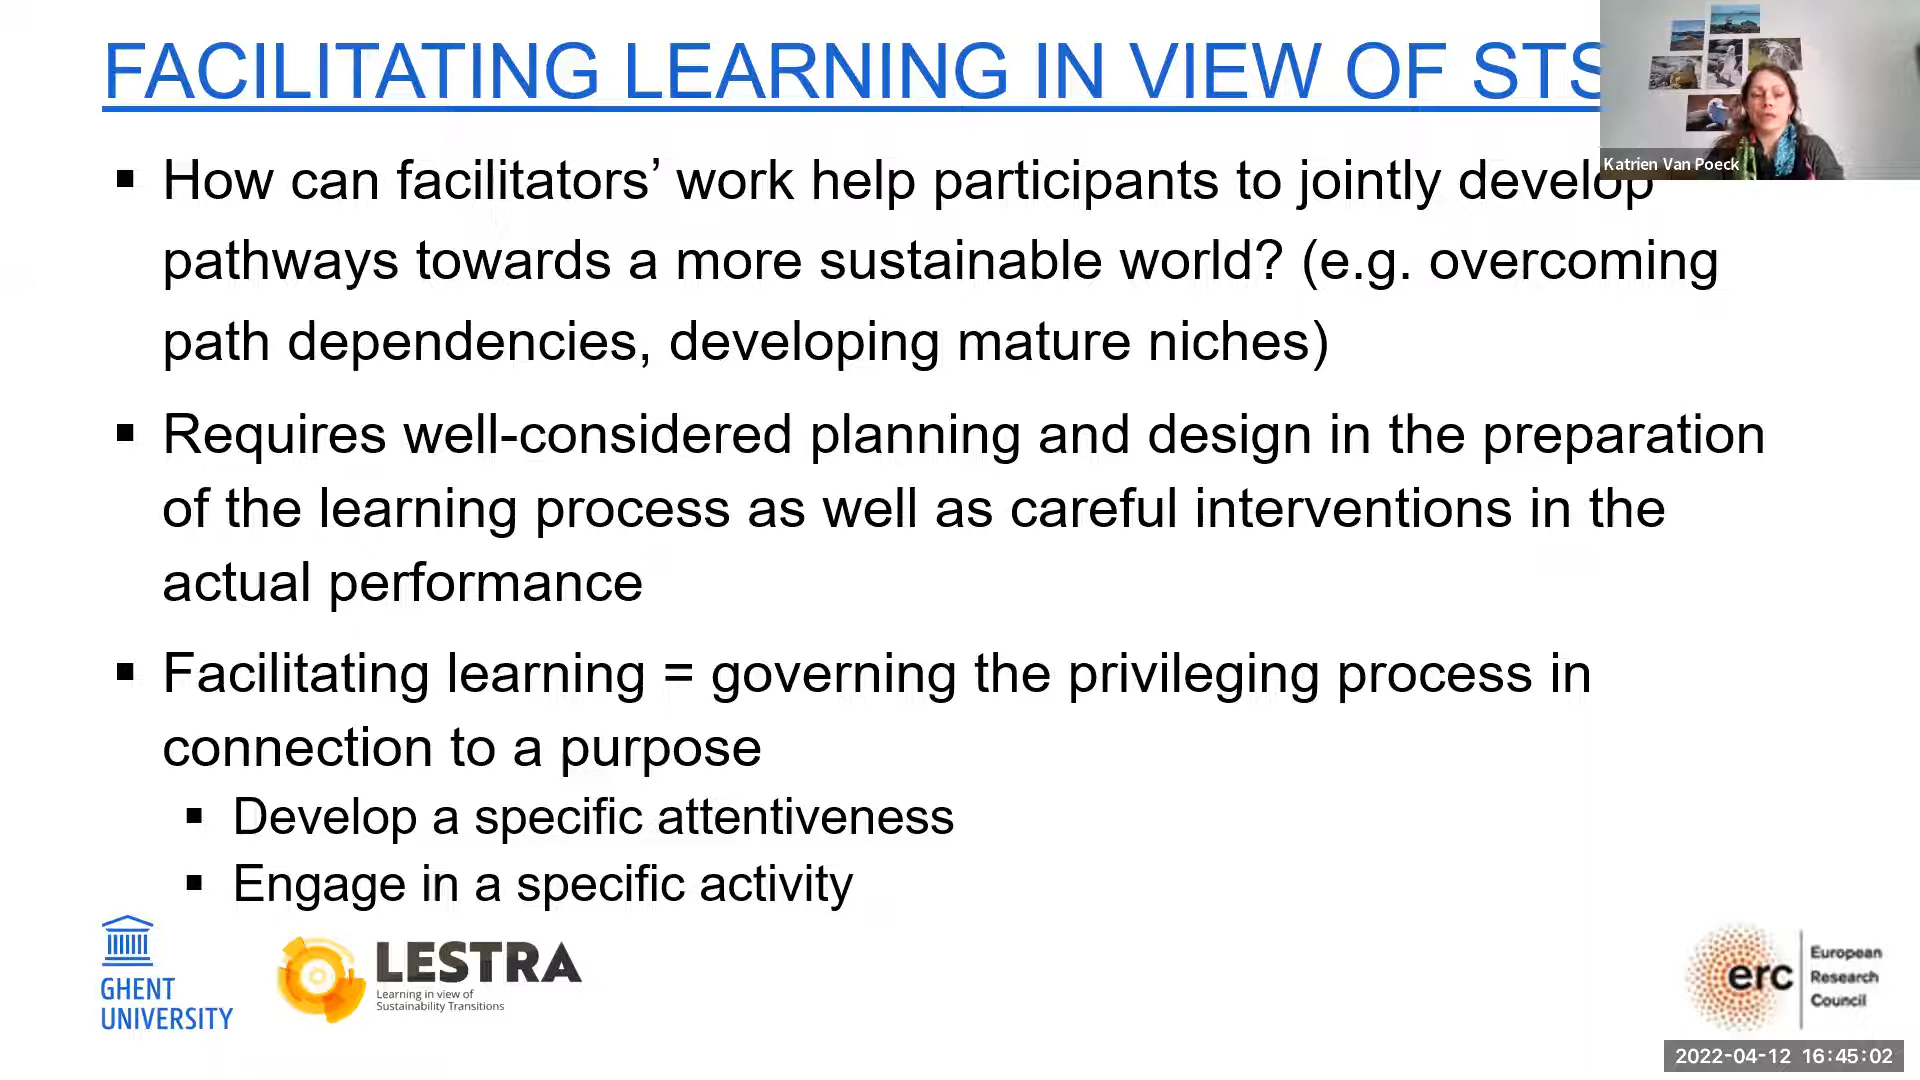 FACILITATING LEARNING IN VIEW OF STS
Katrien Van Poeck
▪ How can facilitators’ work help participants to jointly develop
pathways towards a more sustainable world? (e.g. overcoming
path dependencies, developing mature niches)
▪ Requires well-considered planning and design in the preparation
of the learning process as well as careful interventions in the
actual performance
▪ Facilitating learning = governing the privileging process in
connection to a purpose
▪ Develop a specific attentiveness
▪ Engage in a specific activity
GHENT
UNIVERSITY
LESTRA
Learning in view of
Sustainability Transitions
erc
European
Research
Council
2022-04-12 16:45:02